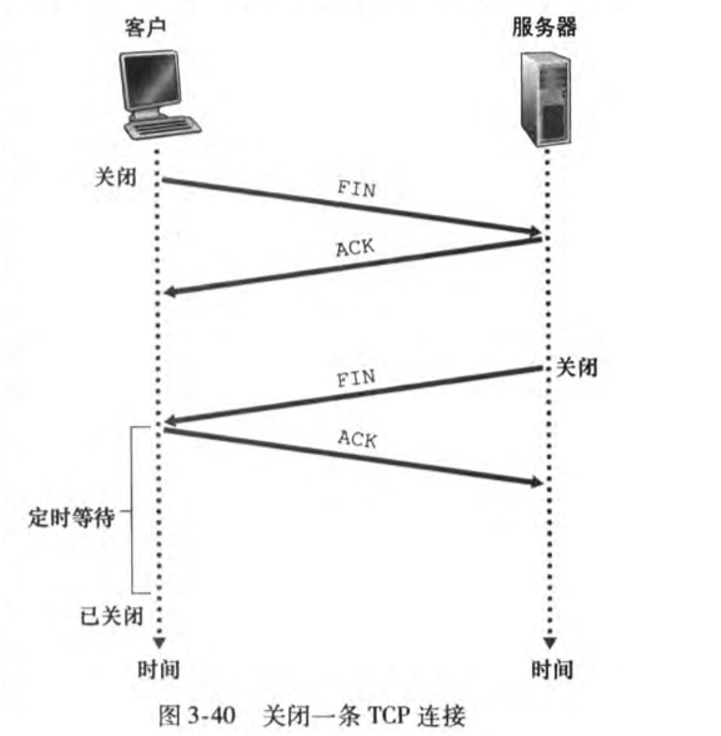 客户 服务器
关闭
FIN
ACK
关闭
FIN
ACK
定时等待
已关闭
时间 时间
图 3-40 关闭一条 TCP 连接